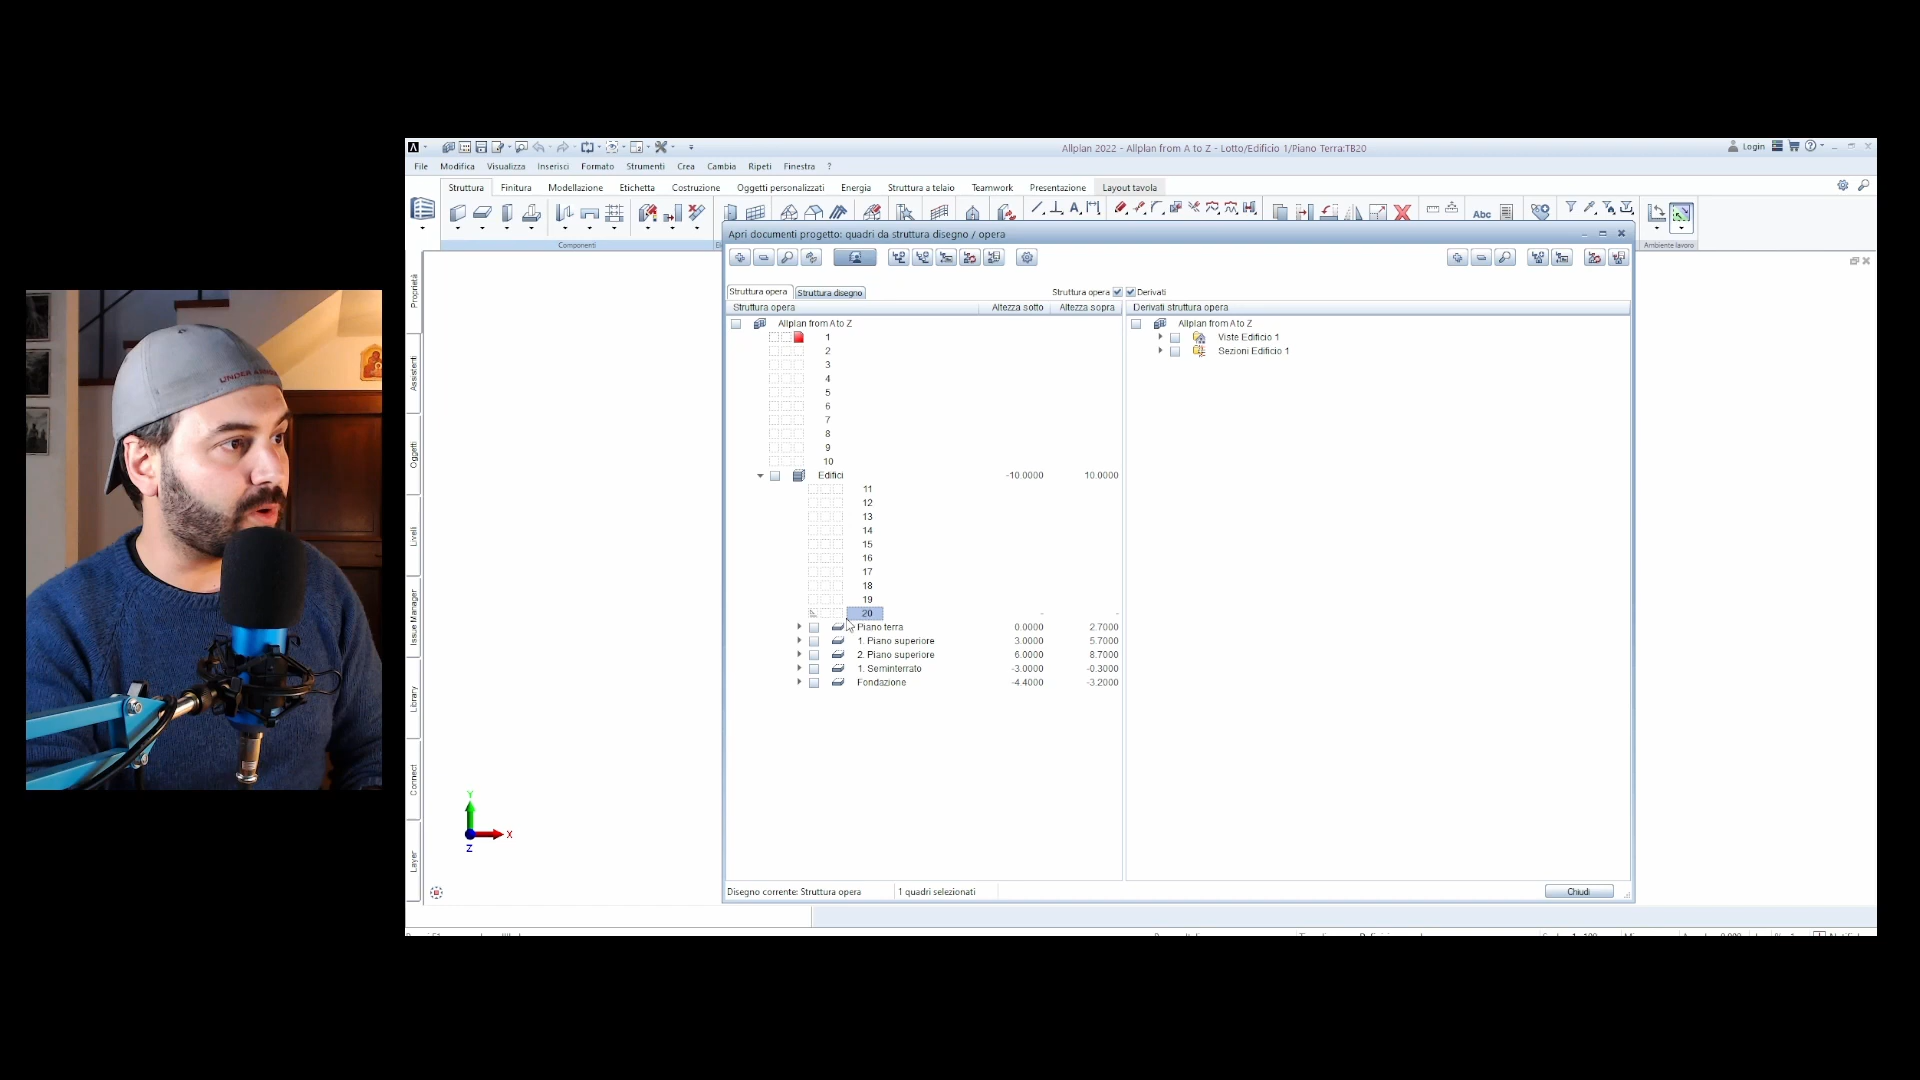 Allplan 2022 - Allplan from A to Z - Lotto/Edificio 1/Piano Terra:TB20
Login
File Modifica Visualizza Inserisci Formato Strumenti Crea Cambia Ripeti Finestra ?
Struttura Finitura Modellazione Etichetta Costruzione Oggetti personalizzati Energia Struttura a telaio Teamwork Presentazione Layout tavola
Abc
Componenti
Ambiente lavoro
Apri documenti progetto: quadri da struttura disegno / opera
Struttura opera Struttura disegno
Struttura opera Derivati
Struttura opera Altezza sotto Altezza sopra
Derivati struttura opera
Allplan from A to Z
1
2
3
4
5
6
7
8
9
10
Edifici -10.0000 10.0000
11
12
13
14
15
16
17
18
19
20 - -
Piano terra 0.0000 2.7000
1. Piano superiore 3.0000 5.7000
2. Piano superiore 6.0000 8.7000
1. Seminterrato -3.0000 -0.3000
Fondazione -4.4000 -3.2000
Allplan from A to Z
Viste Edificio 1
Sezioni Edificio 1
Disegno corrente: Struttura opera
1 quadri selezionati
Chiudi
Proprietà
Assistenti
Oggetti
Livelli
Issue Manager
Library
Connect
Layer
Y
X
Z